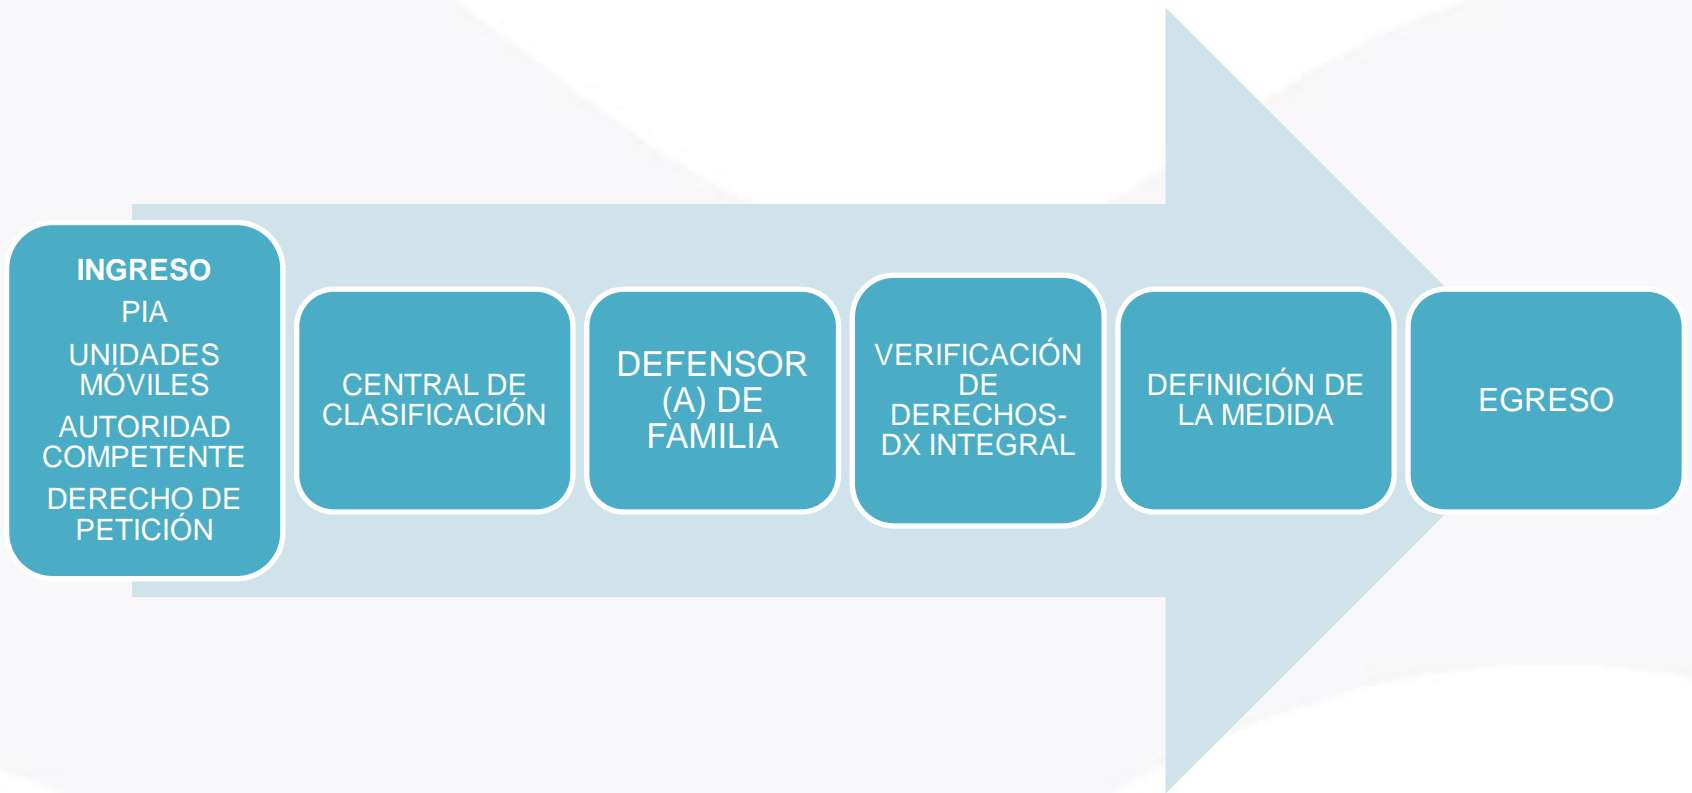 INGRESO
PIA
UNIDADES
MÓVILES
AUTORIDAD
COMPETENTE
DERECHO DE
PETICIÓN
CENTRAL DE
CLASIFICACIÓN
DEFENSOR
(A) DE
FAMILIA
VERIFICACIÓN
DE
DERECHOS-
DX INTEGRAL
DEFINICIÓN DE
LA MEDIDA
EGRESO